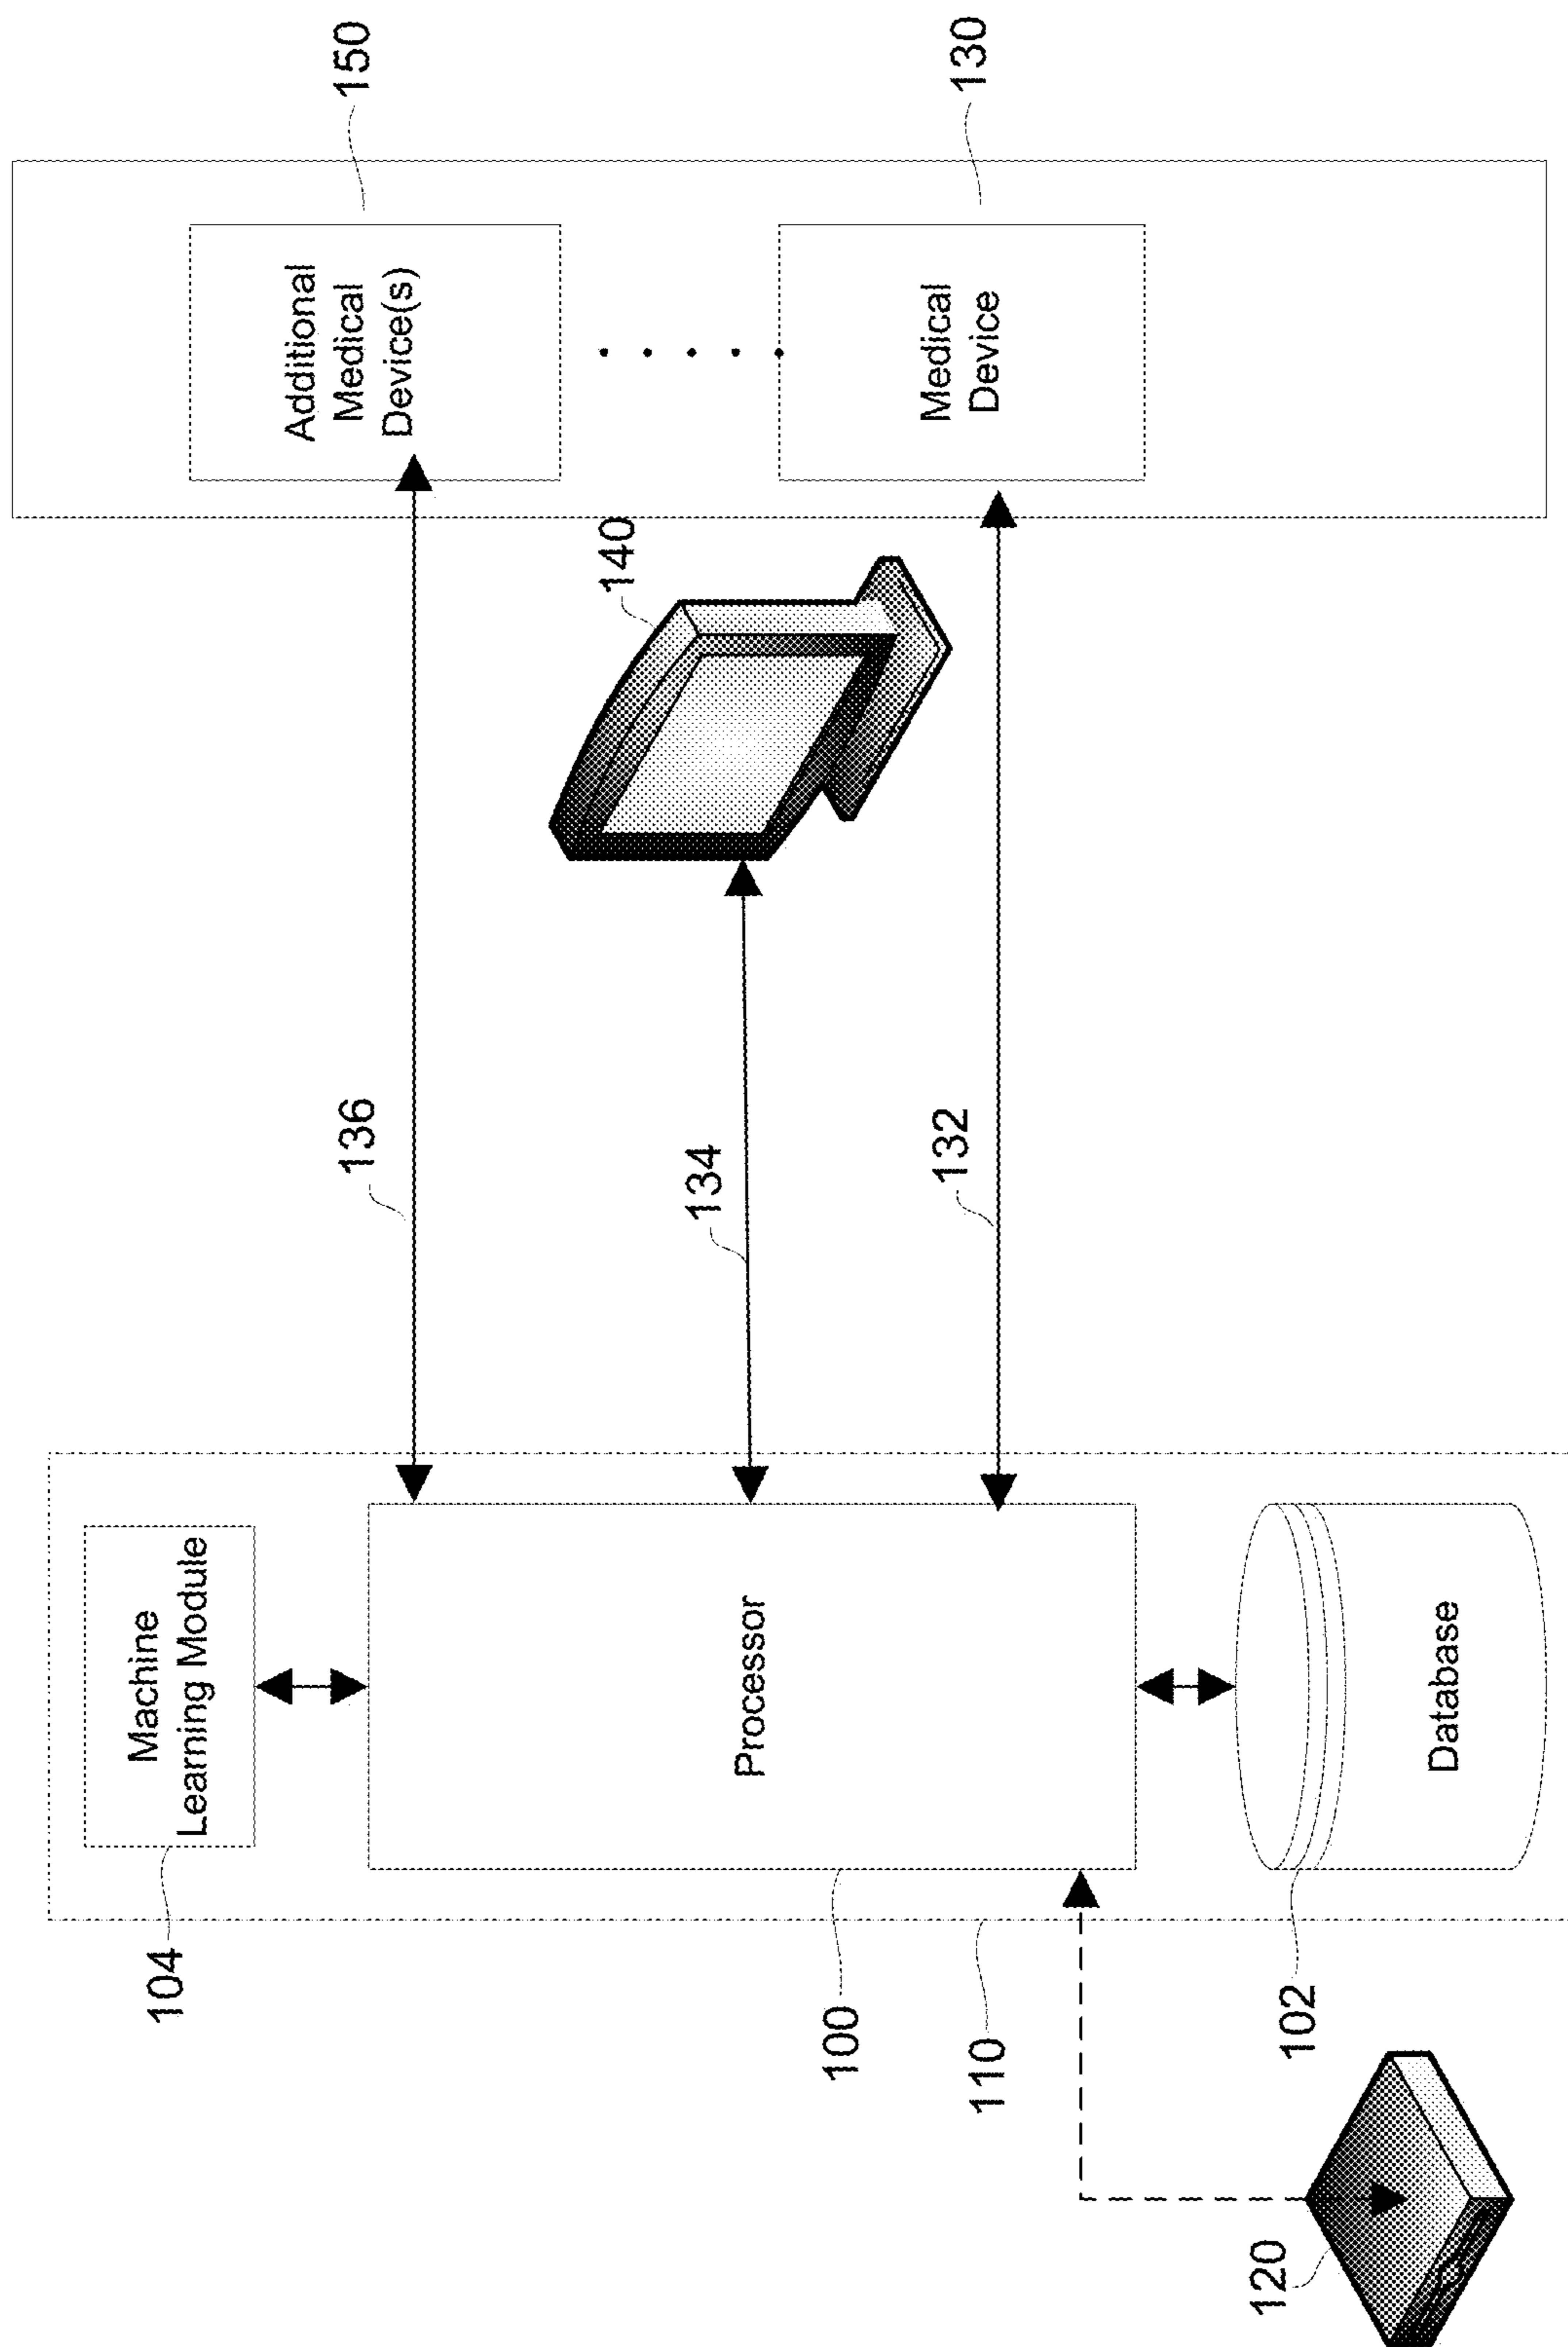 104
Machine
Learning Module
136
Additional
Medical
Device(s)
150
140
134
Processor
100
132
Medical
Device
130
110
120
102
Database